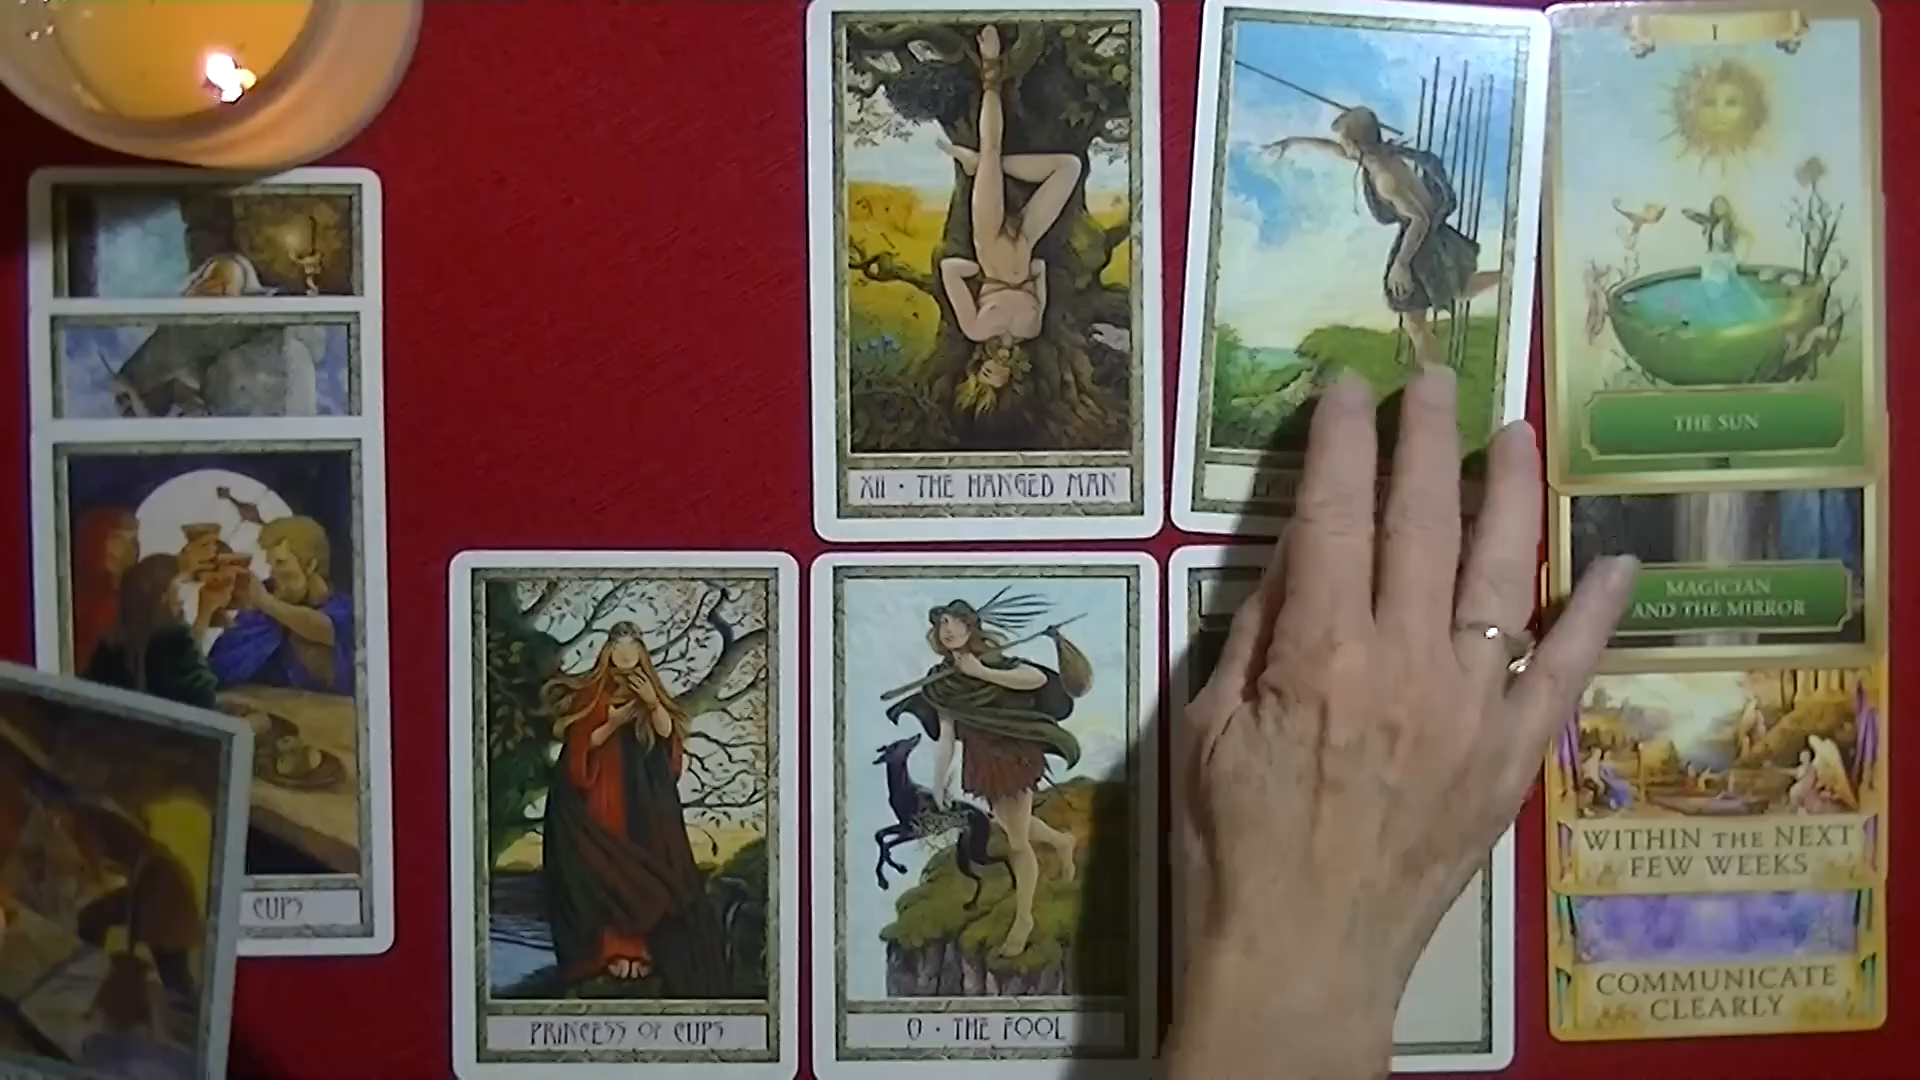 XII · THE HANGED MAN
I
THE SUN
MAGICIAN
AND THE MIRROR
WITHIN THE NEXT
FEW WEEKS
COMMUNICATE
CLEARLY
CUPS
PRINCESS OF CUPS
0 · THE FOOL